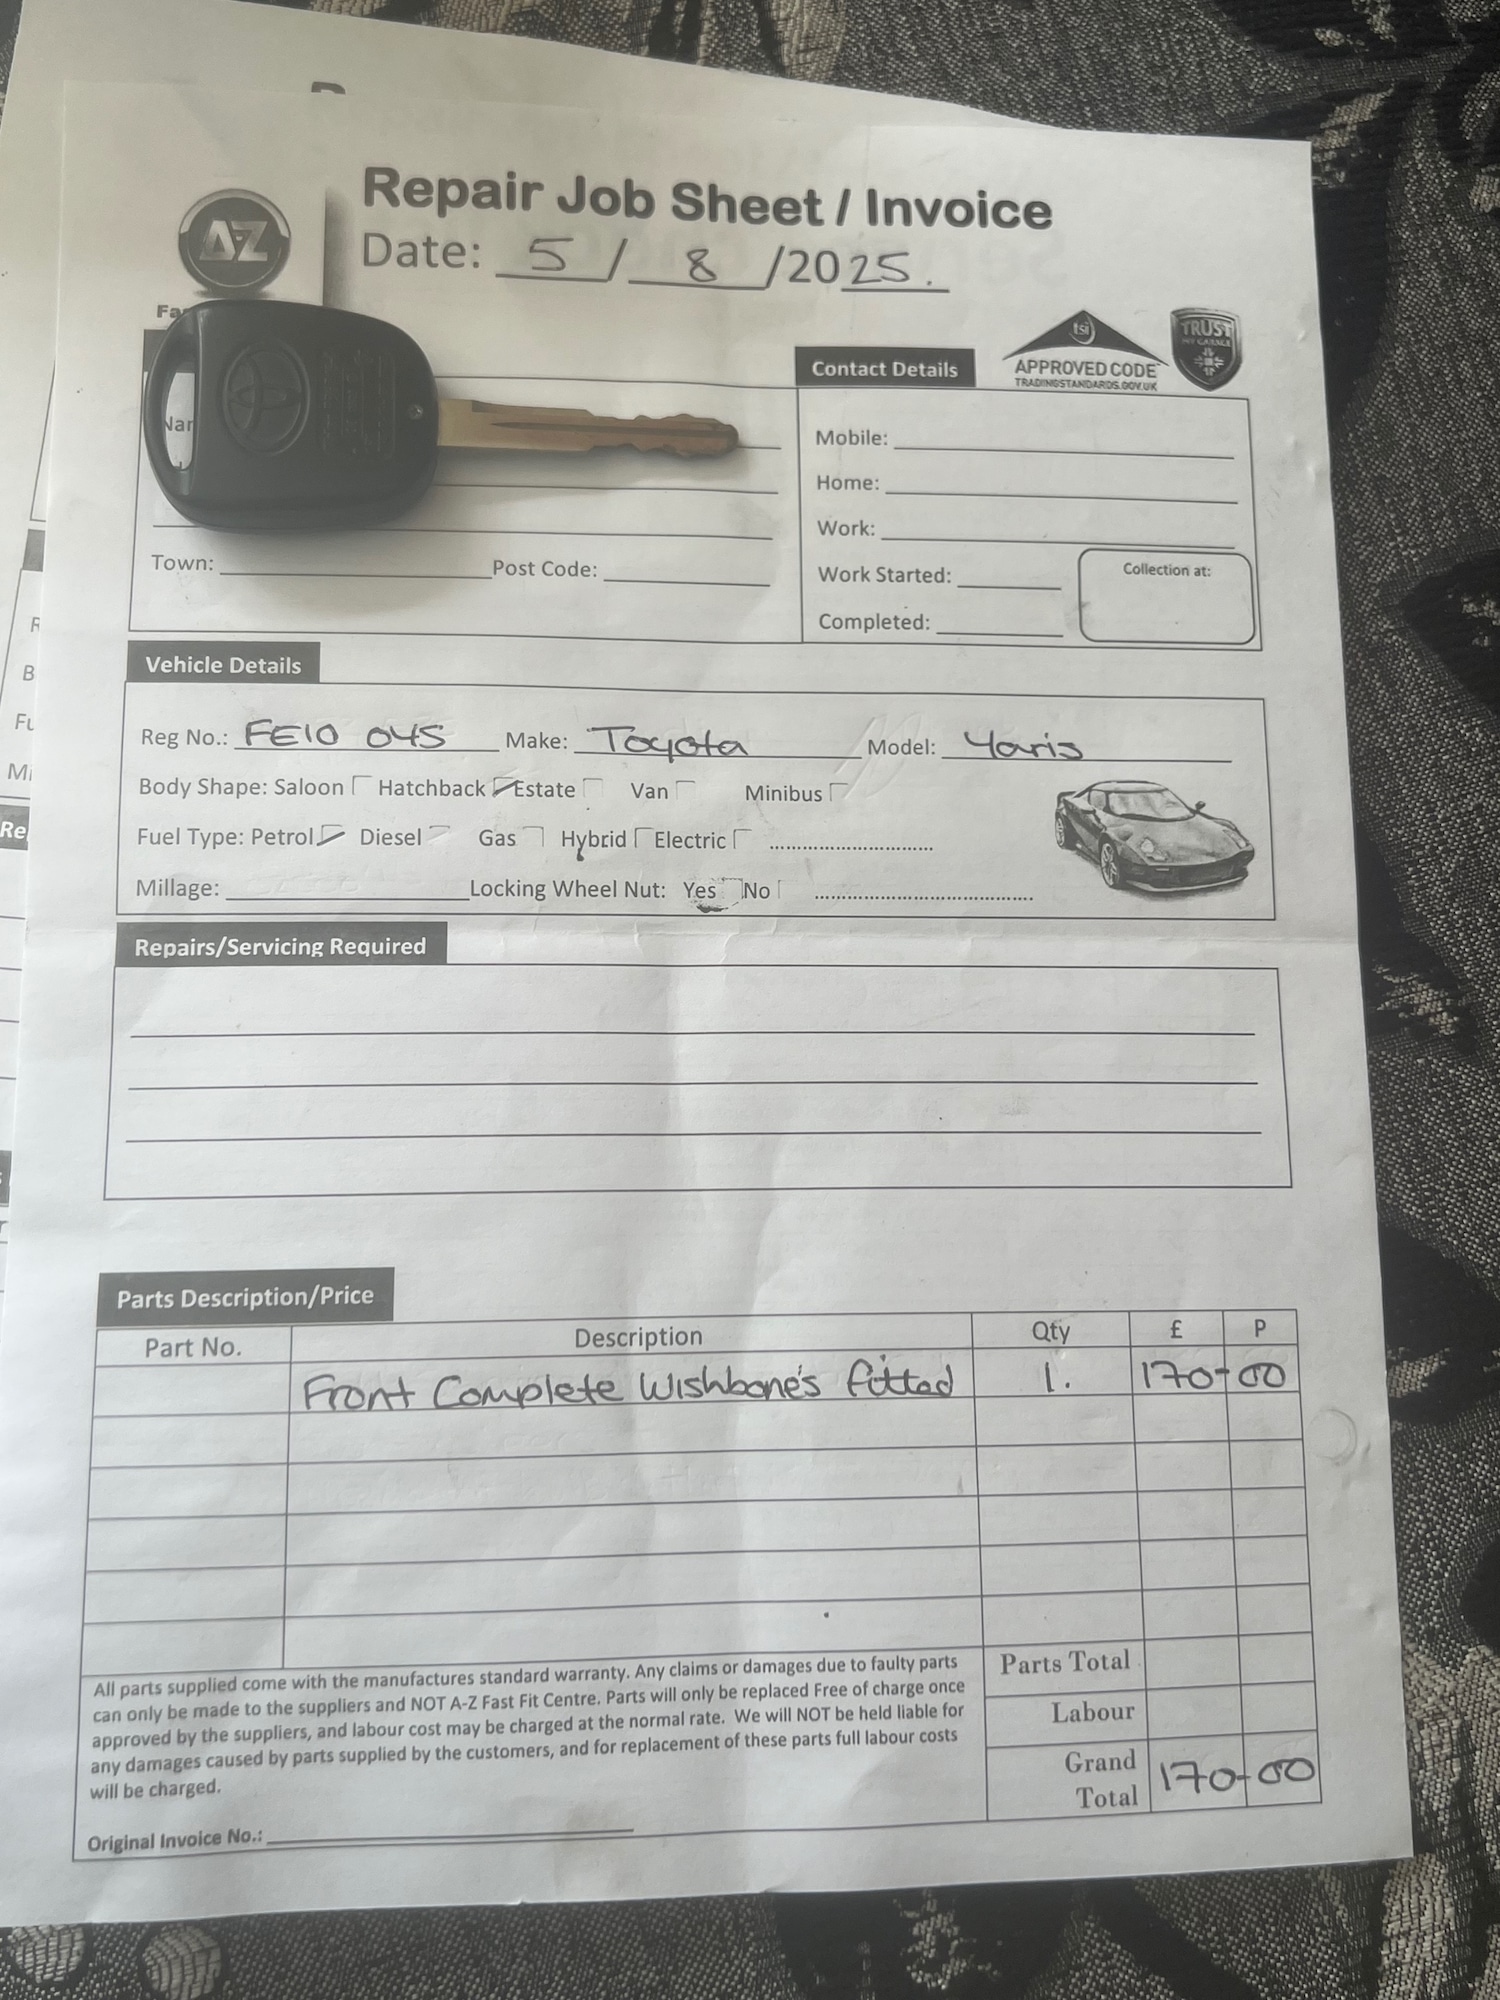 Repair Job Sheet / Invoice
A-Z
Date: 5 / 8 /2025.
tsi
APPROVED CODE
TRADINGSTANDARDS.GOV.UK
TRUST
MY GARAGE
Contact Details
Mobile:
Home:
Work:
Town: Post Code:
Work Started:
Collection at:
Completed:
Vehicle Details
Reg No.: FE10 045 Make: Toyota Model: Yaris
Body Shape: Saloon Hatchback Estate Van Minibus
Fuel Type: Petrol Diesel Gas Hybrid Electric
Millage: Locking Wheel Nut: Yes No
Repairs/Servicing Required
Parts Description/Price
Part No. Description Qty £ P
Front Complete Wishbone's fitted 1. 170-00
All parts supplied come with the manufactures standard warranty. Any claims or damages due to faulty parts
can only be made to the suppliers and NOT A-Z Fast Fit Centre. Parts will only be replaced Free of charge once
approved by the suppliers, and labour cost may be charged at the normal rate. We will NOT be held liable for
any damages caused by parts supplied by the customers, and for replacement of these parts full labour costs
will be charged.
Parts Total
Labour
Grand Total 170-00
Original Invoice No.: